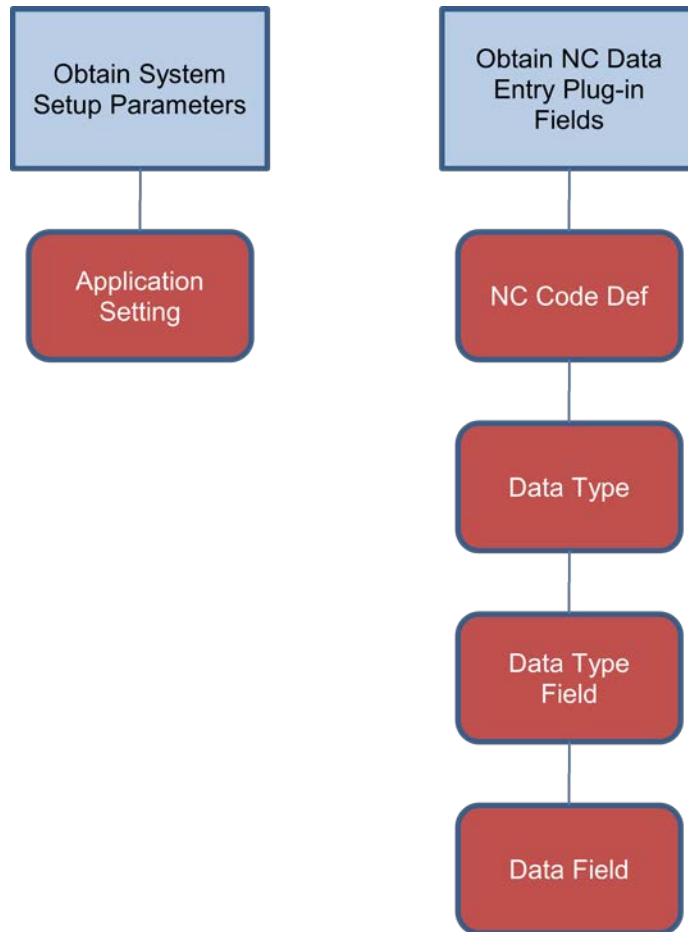 Obtain System
Setup Parameters
Application
Setting
Obtain NC Data
Entry Plug-in
Fields
NC Code Def
Data Type
Data Type
Field
Data Field